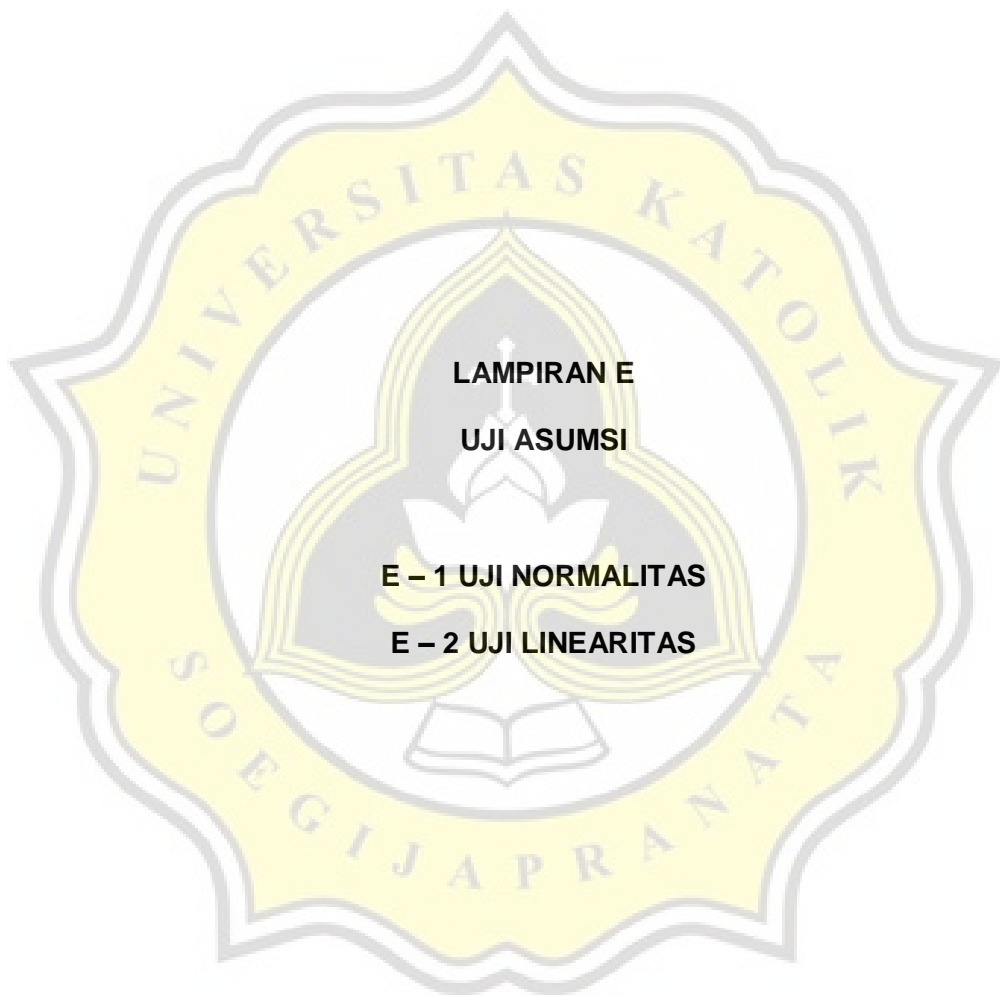 UNIVERSITAS KATOLIK
LAMPIRAN E
UJI ASUMSI
E – 1 UJI NORMALITAS
E – 2 UJI LINEARITAS
SOEGIJAPRANATA